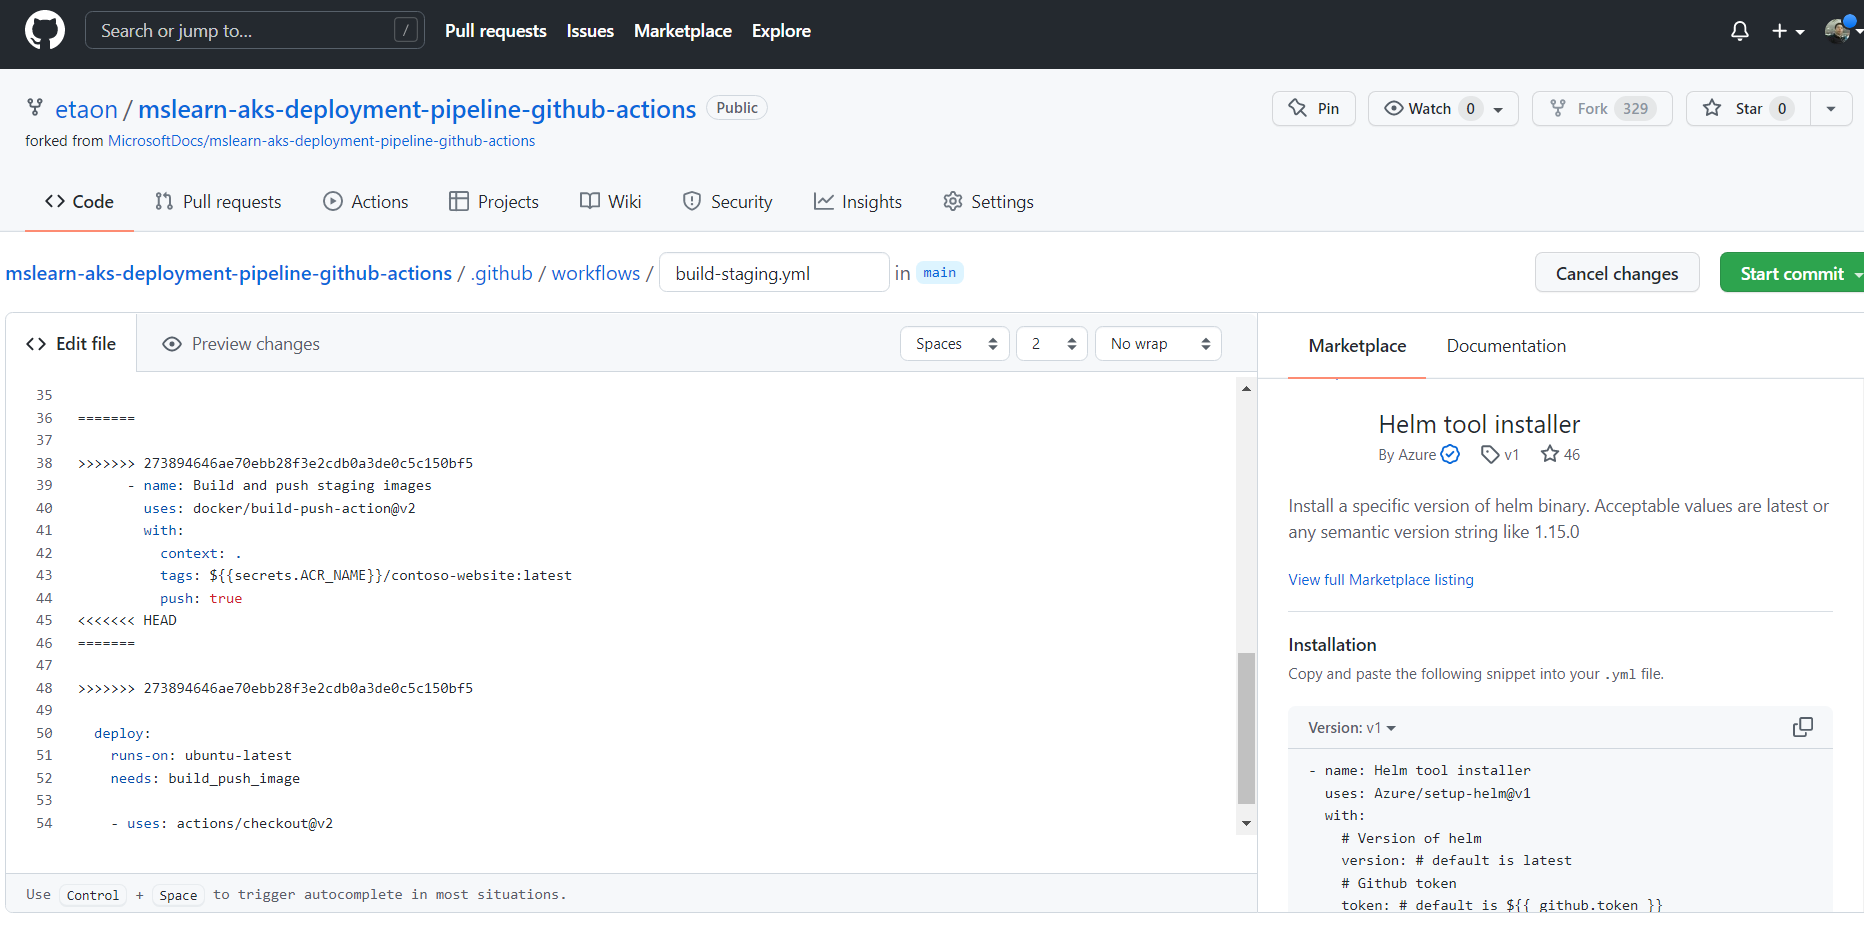 Search or jump to... /
Pull requests Issues Marketplace Explore
etaon / mslearn-aks-deployment-pipeline-github-actions Public
Pin Watch 0 Fork 329 Star 0
forked from MicrosoftDocs/mslearn-aks-deployment-pipeline-github-actions
Code Pull requests Actions Projects Wiki Security Insights Settings
mslearn-aks-deployment-pipeline-github-actions / .github / workflows / build-staging.yml in main
Cancel changes Start commit
Edit file Preview changes
Spaces 2 No wrap
35
36 =======
37
38 >>>>>>> 273894646ae70ebb28f3e2cdb0a3de0c5c150bf5
39 - name: Build and push staging images
40 uses: docker/build-push-action@v2
41 with:
42 context: .
43 tags: ${{secrets.ACR_NAME}}/contoso-website:latest
44 push: true
45 <<<<<<< HEAD
46 =======
47
48 >>>>>>> 273894646ae70ebb28f3e2cdb0a3de0c5c150bf5
49
50 deploy:
51 runs-on: ubuntu-latest
52 needs: build_push_image
53
54 - uses: actions/checkout@v2
Use Control + Space to trigger autocomplete in most situations.
Marketplace Documentation
Helm tool installer
By Azure v1 46
Install a specific version of helm binary. Acceptable values are latest or
any semantic version string like 1.15.0
View full Marketplace listing
Installation
Copy and paste the following snippet into your .yml file.
Version: v1
- name: Helm tool installer
uses: Azure/setup-helm@v1
with:
# Version of helm
version: # default is latest
# Github token
token: # default is ${{ github.token }}